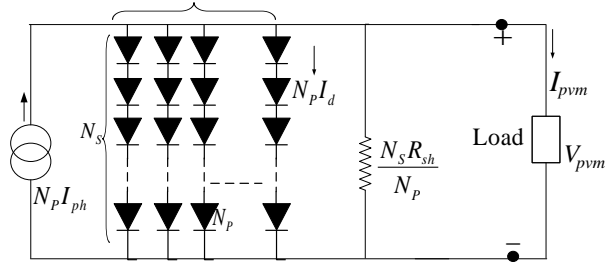 +
N_P I_d
I_pvm
N_S
Load
N_S R_sh
N_P
V_pvm
N_P I_ph
N_P
−